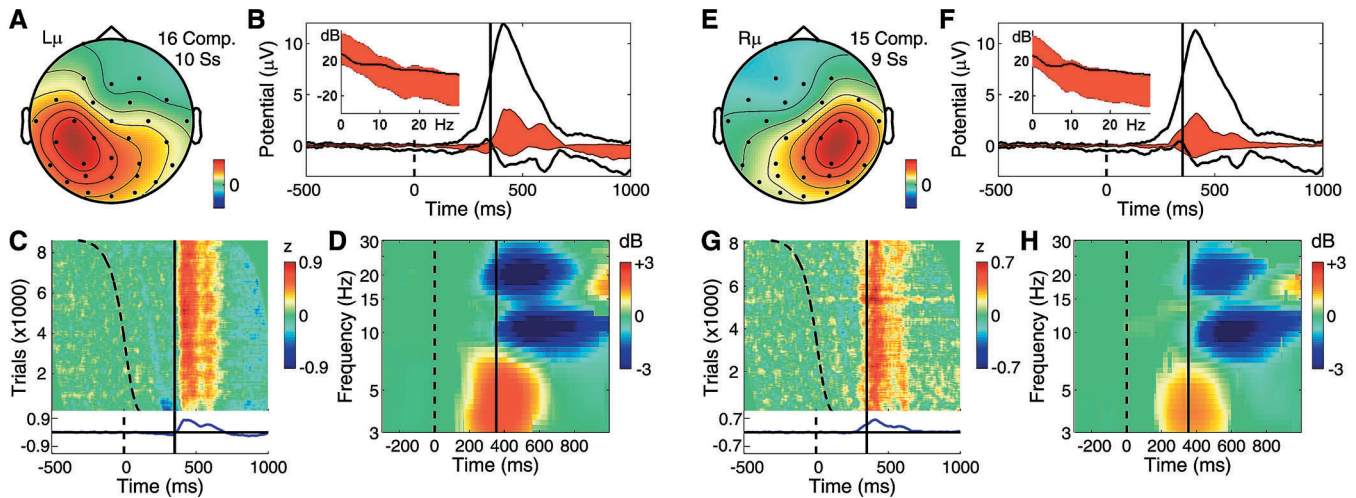 A
Lμ
16 Comp.
10 Ss
0
B
Potential (μV)
10
5
0
dB
20
-20
0 10 20 Hz
-500 0 500 1000
Time (ms)
C
Trials (x1000)
8
6
4
2
z
0.9
0
-0.9
0.9
-0.9
-500 0 500 1000
Time (ms)
D
Frequency (Hz)
30
20
15
10
5
3
dB
+3
0
-3
-200 0 200 400 600 800
Time (ms)
E
Rμ
15 Comp.
9 Ss
0
F
Potential (μV)
10
5
0
dB
20
-20
0 10 20 Hz
-500 0 500 1000
Time (ms)
G
Trials (x1000)
8
6
4
2
z
0.7
0
-0.7
0.7
-0.7
-500 0 500 1000
Time (ms)
H
Frequency (Hz)
30
20
15
10
5
3
dB
+3
0
-3
-200 0 200 400 600 800
Time (ms)